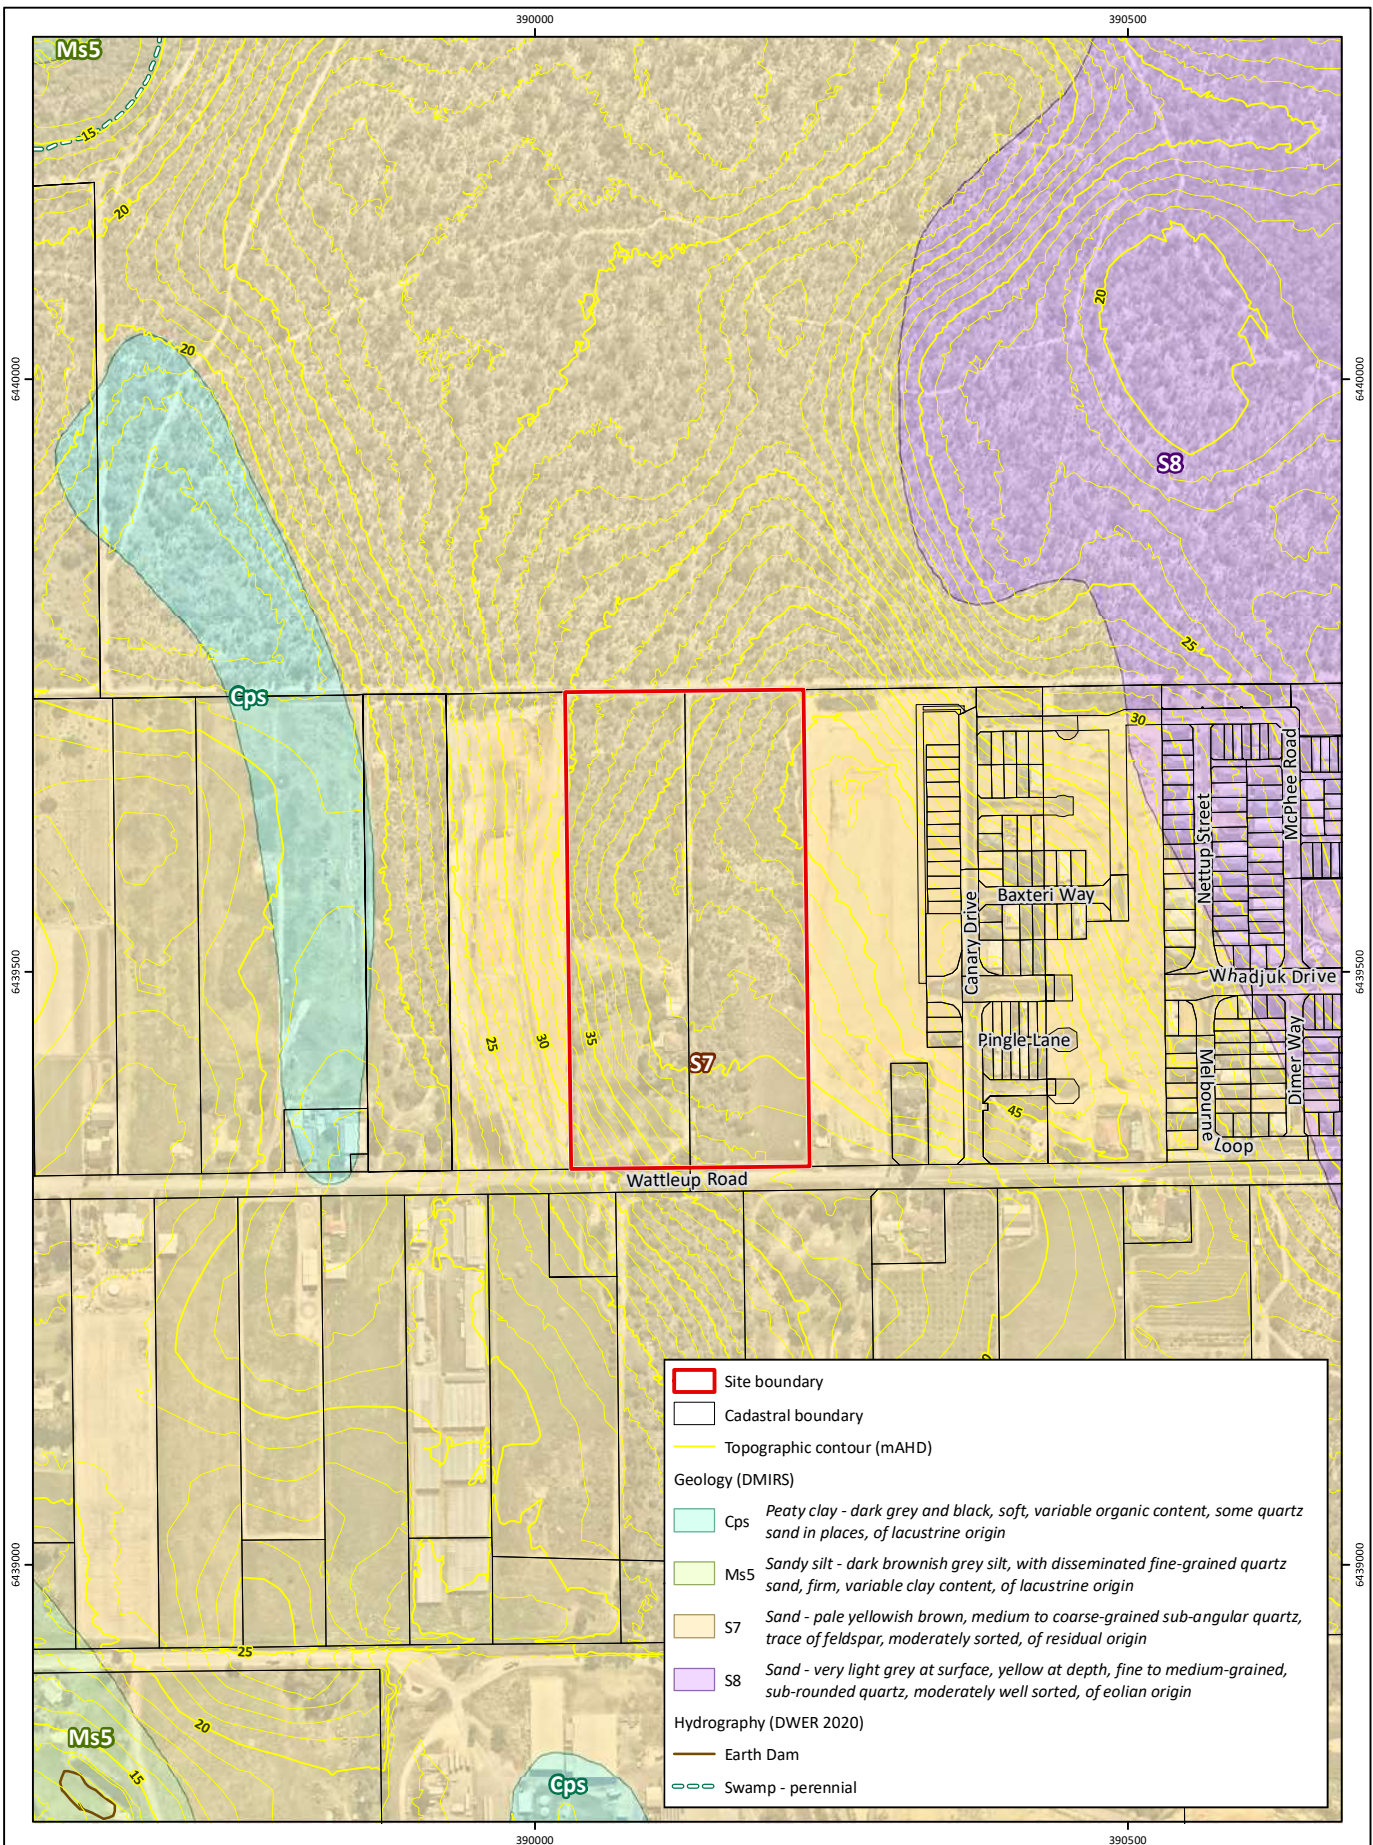 390000
390500
Ms5
15
20
20
20
6440000
6440000
S8
25
Cps
30
McPhee Road
Nettup Street
Baxteri Way
Canary Drive
6439500
6439500
Whadjuk Drive
25
30
35
Pingle Lane
S7
Melbourne
Loop
Dimer Way
45
Wattleup Road
Site boundary
Cadastral boundary
Topographic contour (mAHD)
Geology (DMIRS)
Cps Peaty clay - dark grey and black, soft, variable organic content, some quartz
sand in places, of lacustrine origin
Ms5 Sandy silt - dark brownish grey silt, with disseminated fine-grained quartz
sand, firm, variable clay content, of lacustrine origin
S7 Sand - pale yellowish brown, medium to coarse-grained sub-angular quartz,
trace of feldspar, moderately sorted, of residual origin
S8 Sand - very light grey at surface, yellow at depth, fine to medium-grained,
sub-rounded quartz, moderately well sorted, of eolian origin
Hydrography (DWER 2020)
Earth Dam
Swamp - perennial
6439000
6439000
25
20
Ms5
15
Cps
390000
390500